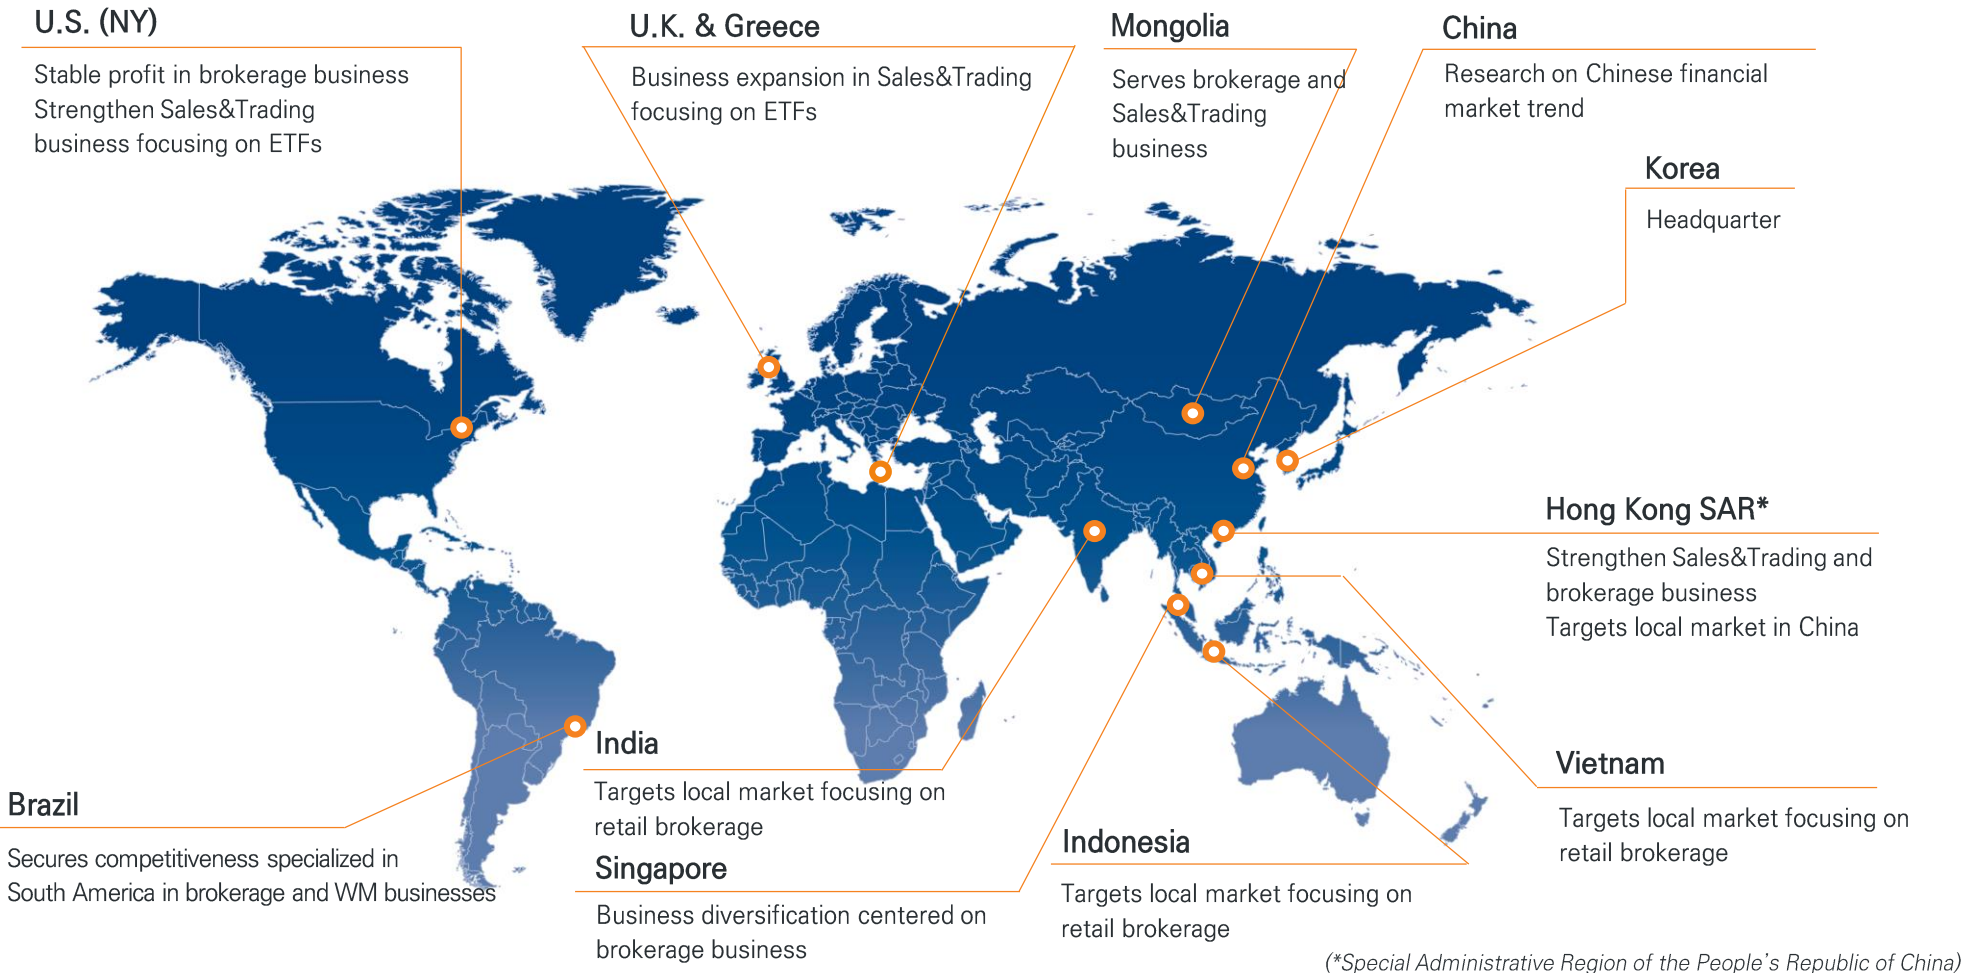 U.S. (NY)
Stable profit in brokerage business
Strengthen Sales&Trading
business focusing on ETFs
U.K. & Greece
Business expansion in Sales&Trading
focusing on ETFs
Mongolia
Serves brokerage and
Sales&Trading
business
China
Research on Chinese financial
market trend
Korea
Headquarter
Hong Kong SAR*
Strengthen Sales&Trading and
brokerage business
Targets local market in China
Vietnam
Targets local market focusing on
retail brokerage
Brazil
Secures competitiveness specialized in
South America in brokerage and WM businesses
India
Targets local market focusing on
retail brokerage
Singapore
Business diversification centered on
brokerage business
Indonesia
Targets local market focusing on
retail brokerage
(*Special Administrative Region of the People's Republic of China)